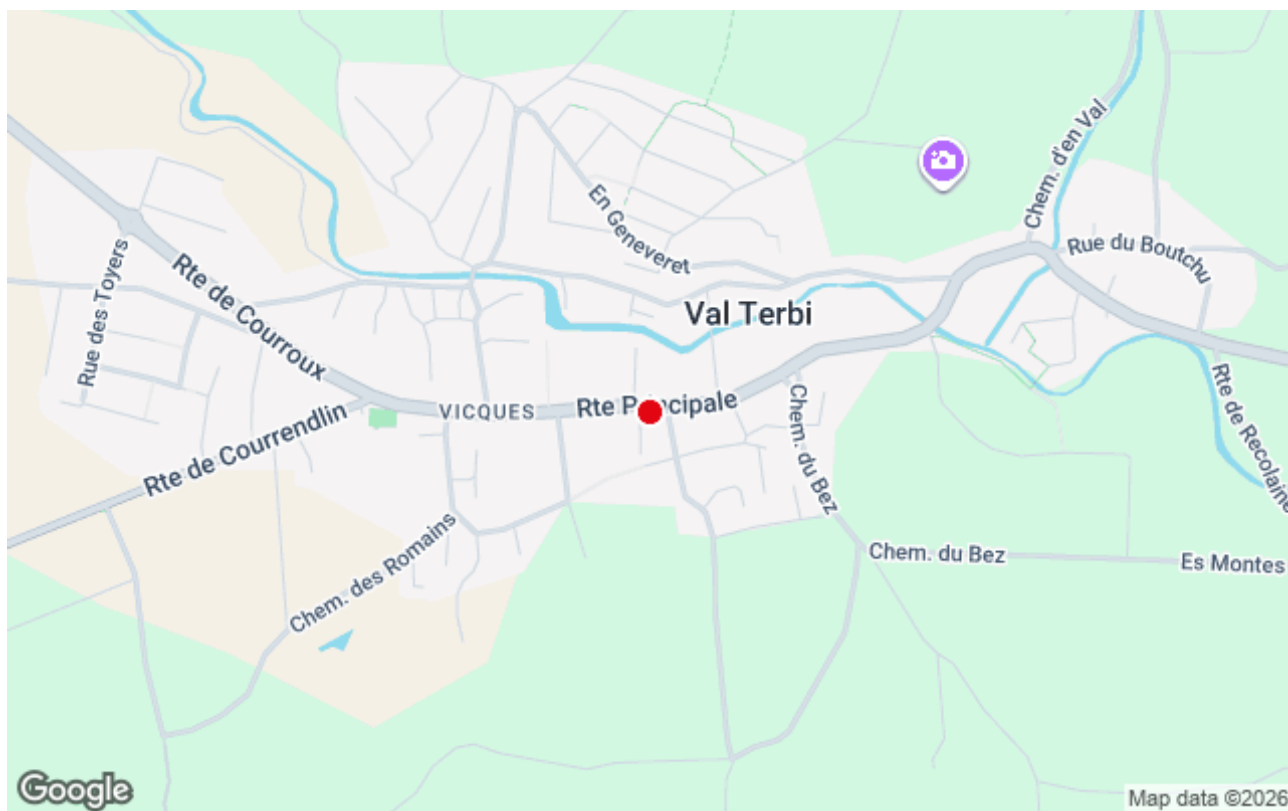 Chem. d'en Val
En Geneveret
Rue du Boutchu
Rue des Toyers
Rte de Courroux
Val Terbi
VICQUES
Rte Principale
Rte de Courrendlin
Chem. du Bez
Rte de Recolaine
Chem. des Romains
Chem. du Bez
Es Montes
Google
Map data ©2026